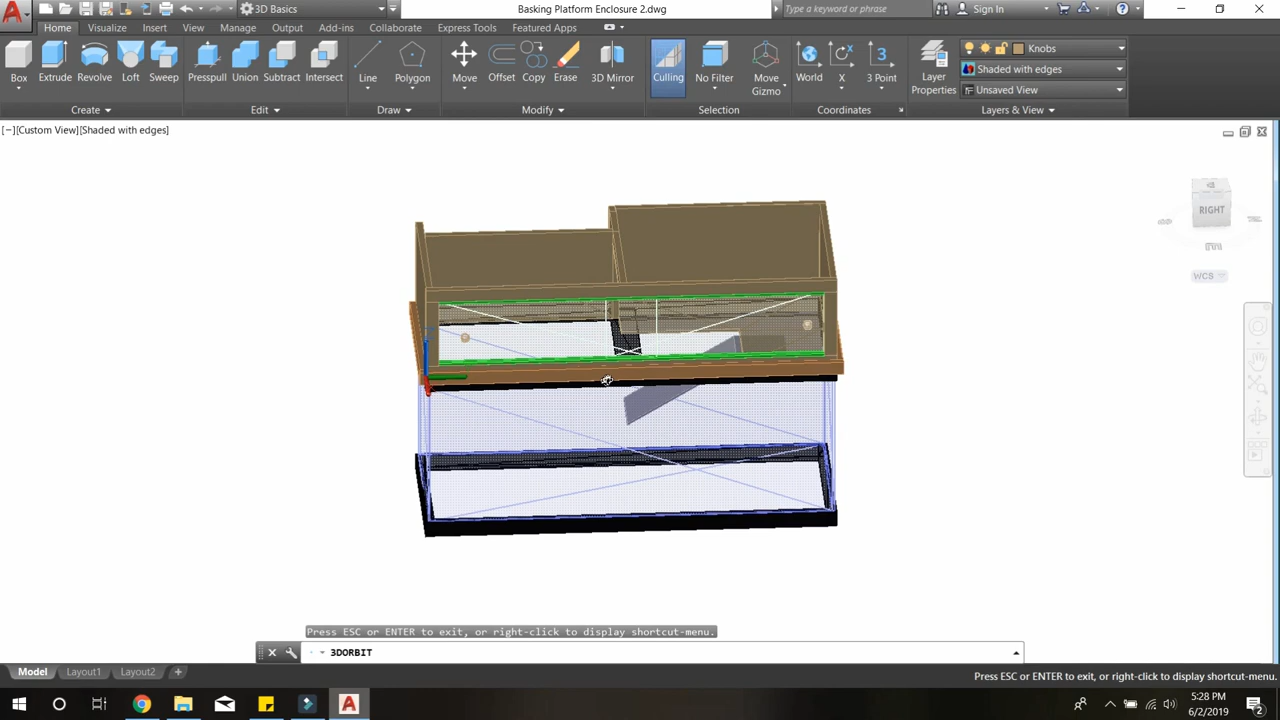 3D Basics
Basking Platform Enclosure 2.dwg
Type a keyword or phrase
Sign In
Home Visualize Insert View Manage Output Add-ins Collaborate Express Tools Featured Apps
Box Extrude Revolve Loft Sweep
Presspull Union Subtract Intersect
Line Polygon
Move Offset Copy Erase 3D Mirror
Culling No Filter Move Gizmo
World X 3 Point
Layer Properties
Knobs
Shaded with edges
Unsaved View
Create Edit Draw Modify Selection Coordinates Layers & View
[−][Custom View][Shaded with edges]
RIGHT
WCS
Press ESC or ENTER to exit, or right-click to display shortcut-menu.
3DORBIT
Model Layout1 Layout2 +
Press ESC or ENTER to exit, or right-click to display shortcut-menu.
5:28 PM
6/2/2019
2